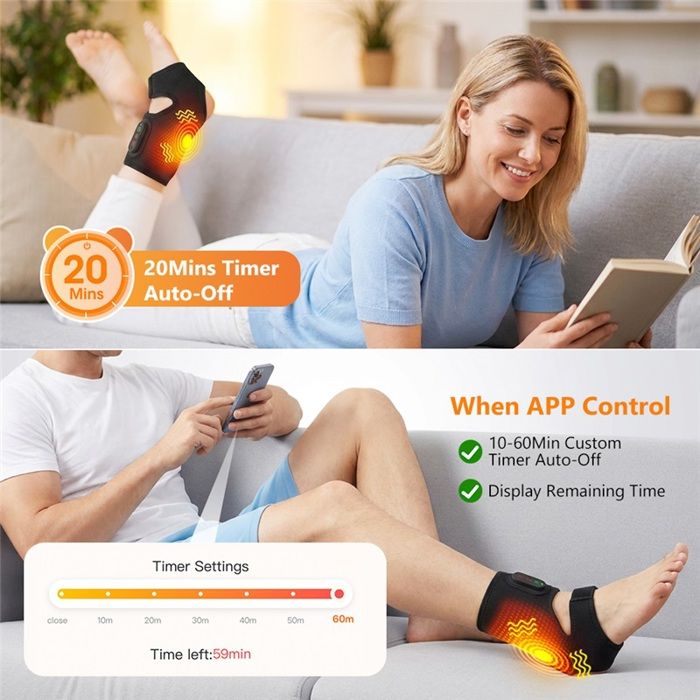 20
Mins
20Mins Timer
Auto-Off
When APP Control
10-60Min Custom
Timer Auto-Off
Display Remaining Time
Timer Settings
close 10m 20m 30m 40m 50m 60m
Time left:59min